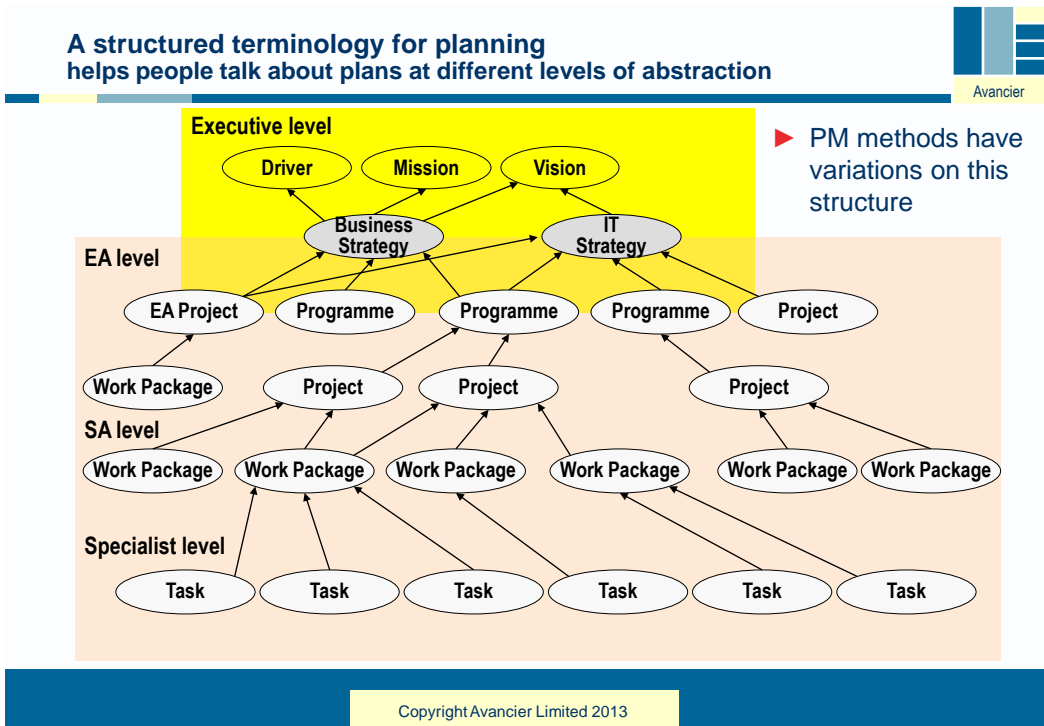 A structured terminology for planning
helps people talk about plans at different levels of abstraction
Avancier
Executive level
Driver
Mission
Vision
► PM methods have
variations on this
structure
Business
Strategy
IT
Strategy
EA level
EA Project
Programme
Programme
Programme
Project
Work Package
Project
Project
Project
SA level
Work Package
Work Package
Work Package
Work Package
Work Package
Work Package
Specialist level
Task
Task
Task
Task
Task
Task
Copyright Avancier Limited 2013